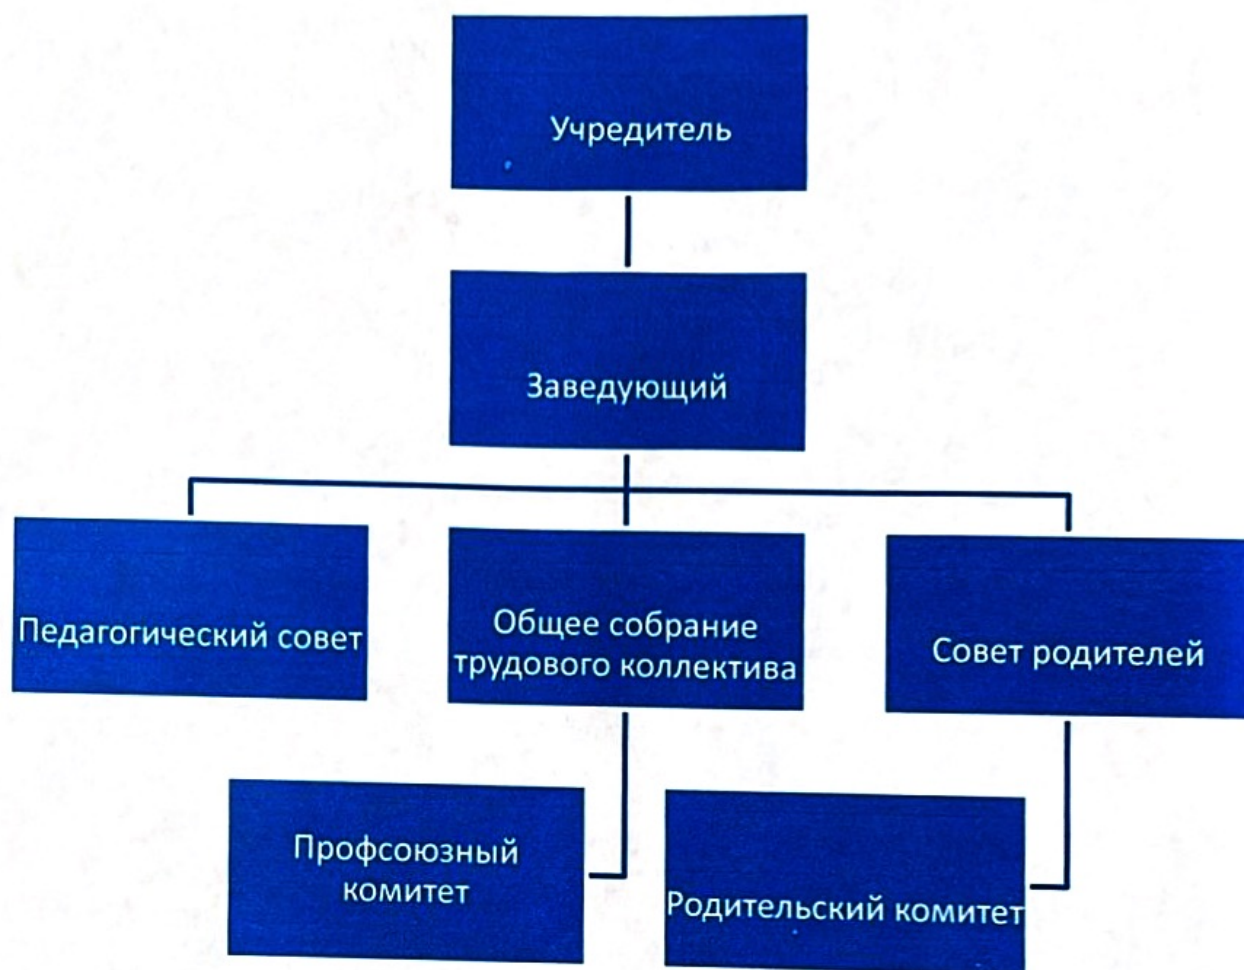 Учредитель
Заведующий
Педагогический совет
Общее собрание
трудового коллектива
Совет родителей
Профсоюзный
комитет
Родительский комитет